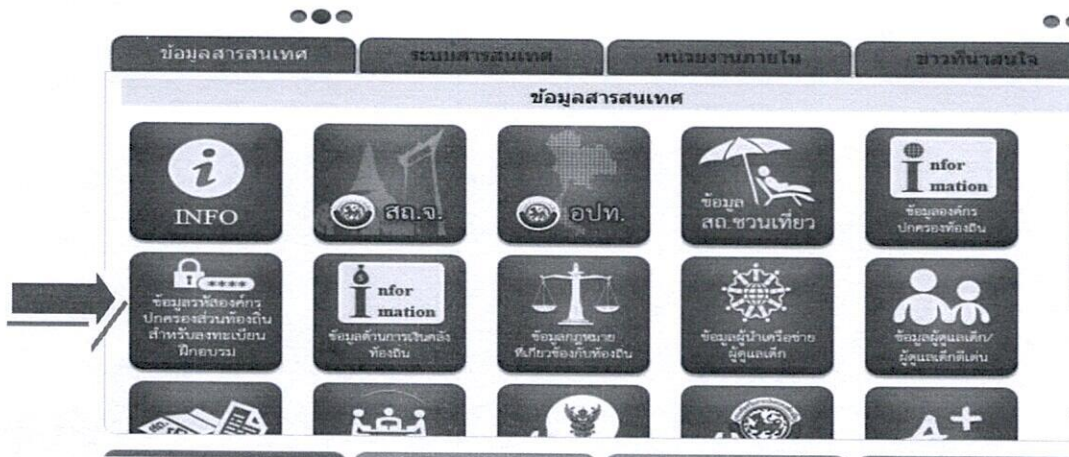 ข้อมูลสารสนเทศ
ระบบสารสนเทศ
หน่วยงานภายใน
ข่าวที่น่าสนใจ
ข้อมูลสารสนเทศ
i
INFO
สถ.จ.
อปท.
ข้อมูล
สถ.ชวนเที่ยว
Infor
mation
ข้อมูลองค์กร
ปกครองท้องถิ่น
ข้อมูลรหัสองค์กร
ปกครองส่วนท้องถิ่น
สำหรับลงทะเบียน
ฝึกอบรม
Infor
mation
ข้อมูลด้านการเงินคลัง
ท้องถิ่น
ข้อมูลกฎหมาย
ที่เกี่ยวข้องกับท้องถิ่น
ข้อมูลผู้นำเครือข่าย
ผู้ดูแลเด็ก
ข้อมูลผู้ดูแลเด็ก/
ผู้ดูแลเด็กดีเด่น
A+